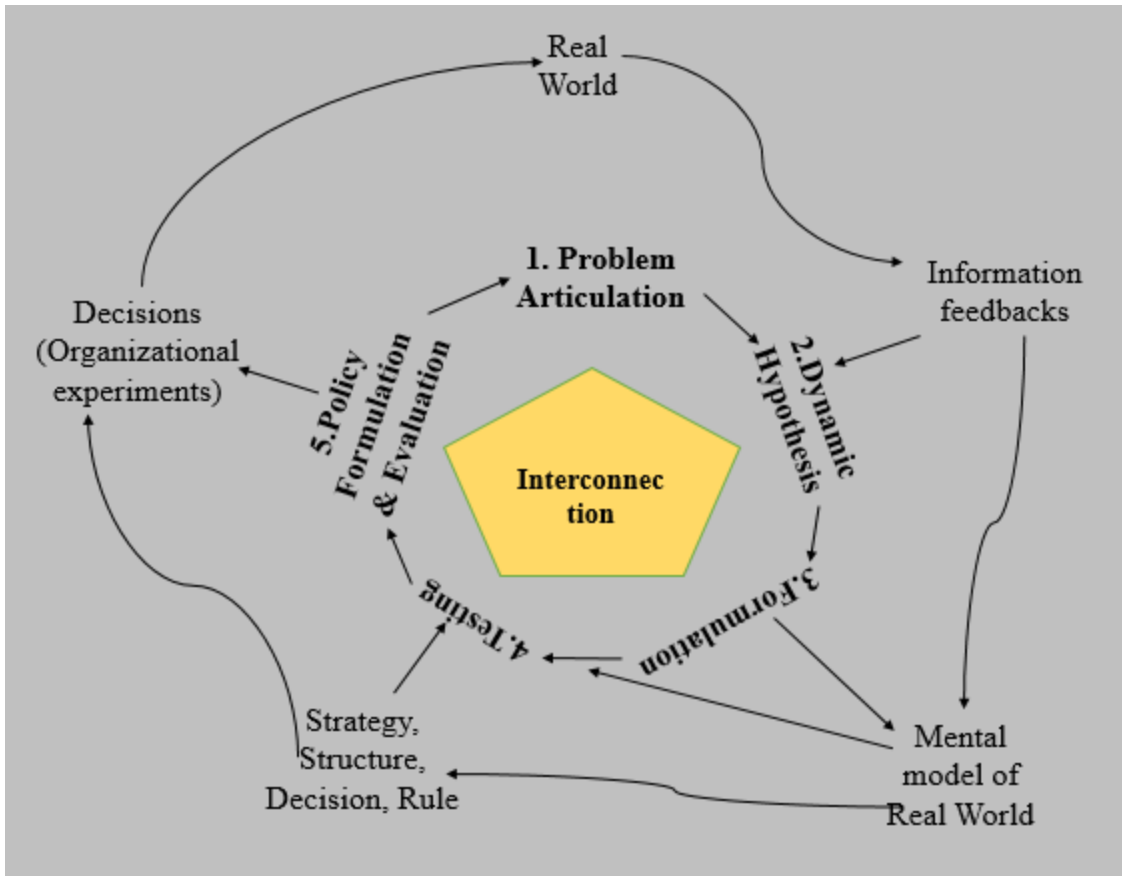 Real
World
1. Problem
Articulation
Information
feedbacks
2.Dynamic
Hypothesis
Decisions
(Organizational
experiments)
5.Policy
Formulation
& Evaluation
Interconnec
tion
3.Formulation
4.Testing
Strategy,
Structure,
Decision, Rule
Mental
model of
Real World